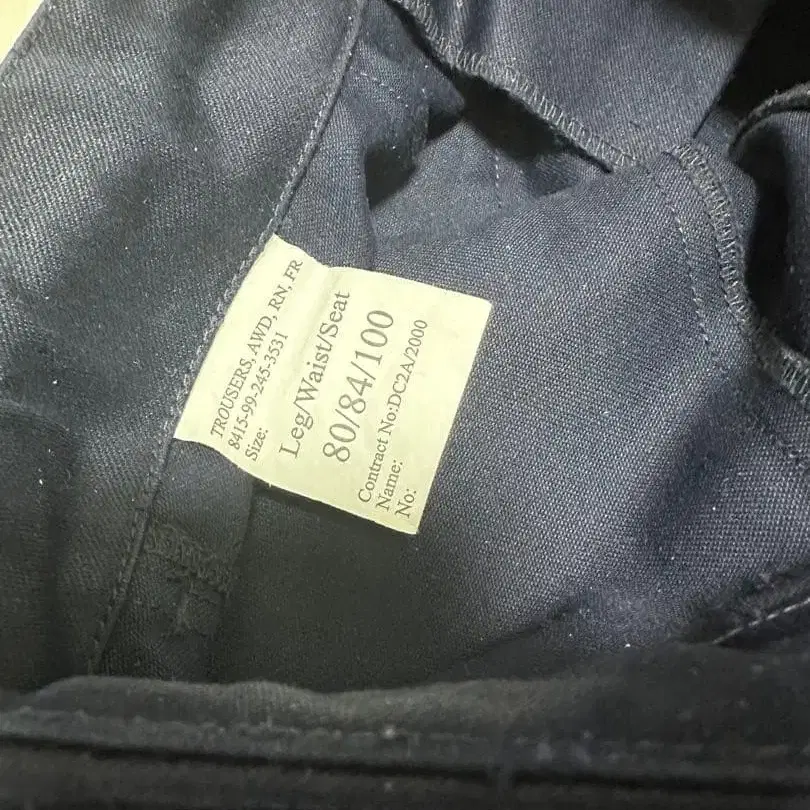 TROUSERS, AWD, RN, FR
8415-99-245-3531
Size:
Leg/Waist/Seat
80/84/100
Contract No:DC2A/2000
Name:
No: